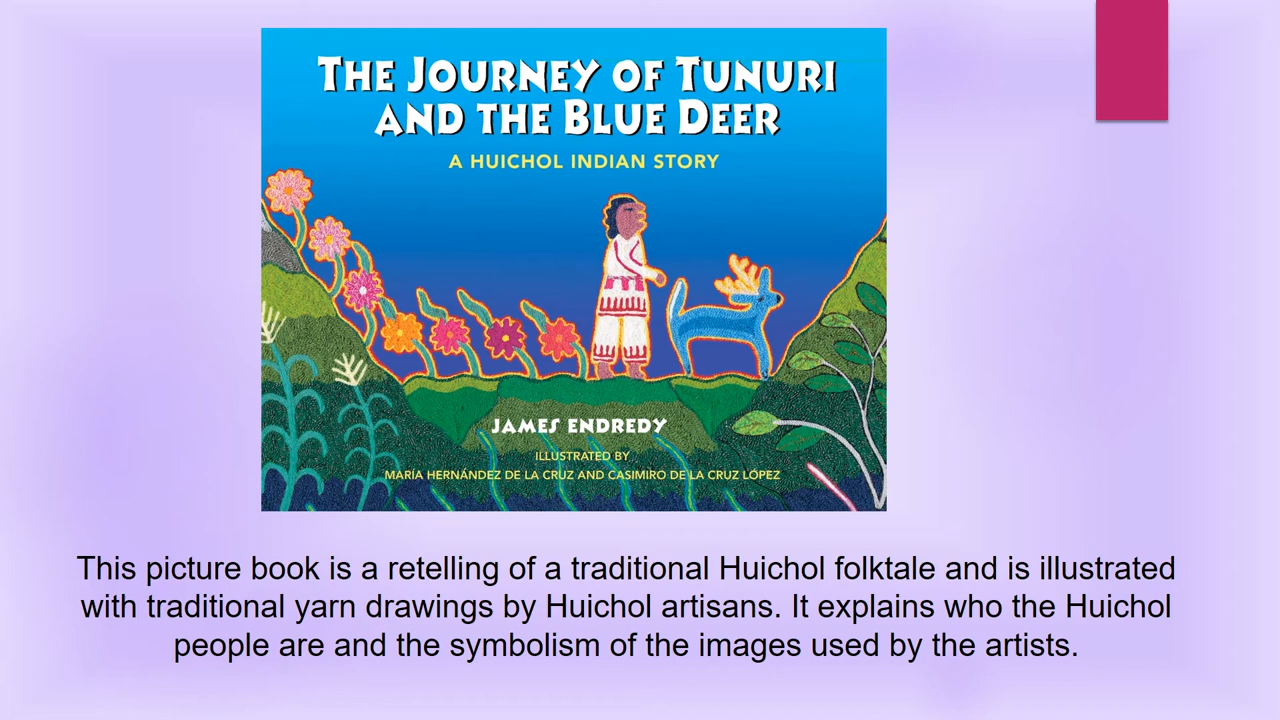 THE JOURNEY OF TUNURI
AND THE BLUE DEER
A HUICHOL INDIAN STORY
JAMES ENDREDY
ILLUSTRATED BY
MARÍA HERNÁNDEZ DE LA CRUZ AND CASIMIRO DE LA CRUZ LÓPEZ
This picture book is a retelling of a traditional Huichol folktale and is illustrated
with traditional yarn drawings by Huichol artisans. It explains who the Huichol
people are and the symbolism of the images used by the artists.